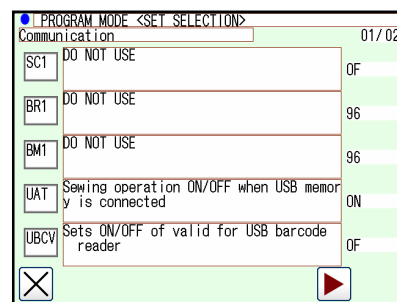 PROGRAM MODE <SET SELECTION>
Communication 01/02
SC1 DO NOT USE OF
BR1 DO NOT USE 96
BM1 DO NOT USE 96
UAT Sewing operation ON/OFF when USB memor
y is connected ON
UBCV Sets ON/OFF of valid for USB barcode
reader OF